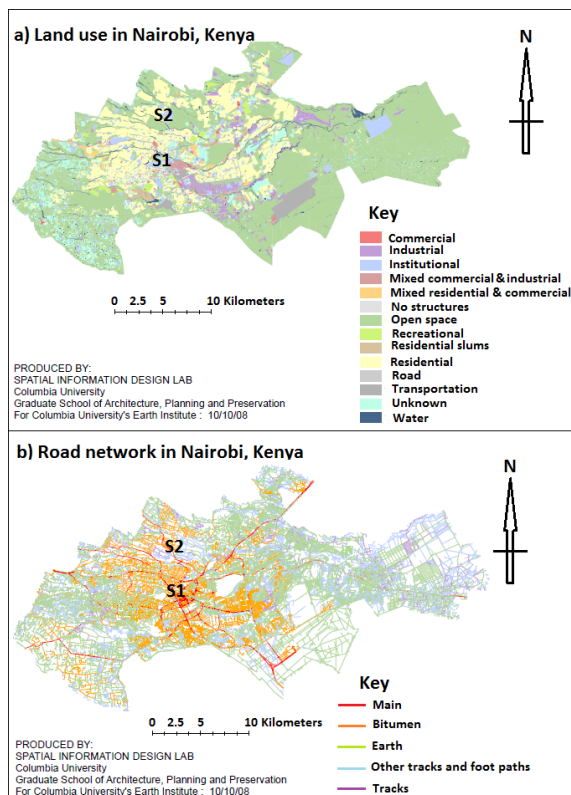 a) Land use in Nairobi, Kenya
N
S2
S1
Key
Commercial
Industrial
Institutional
Mixed commercial & industrial
Mixed residential & commercial
No structures
Open space
Recreational
Residential slums
Residential
Road
Transportation
Unknown
Water
0 2.5 5 10 Kilometers
PRODUCED BY:
SPATIAL INFORMATION DESIGN LAB
Columbia University
Graduate School of Architecture, Planning and Preservation
For Columbia University's Earth Institute : 10/10/08
b) Road network in Nairobi, Kenya
N
S2
S1
Key
Main
Bitumen
Earth
Other tracks and foot paths
Tracks
0 2.5 5 10 Kilometers
PRODUCED BY:
SPATIAL INFORMATION DESIGN LAB
Columbia University
Graduate School of Architecture, Planning and Preservation
For Columbia University's Earth Institute : 10/10/08